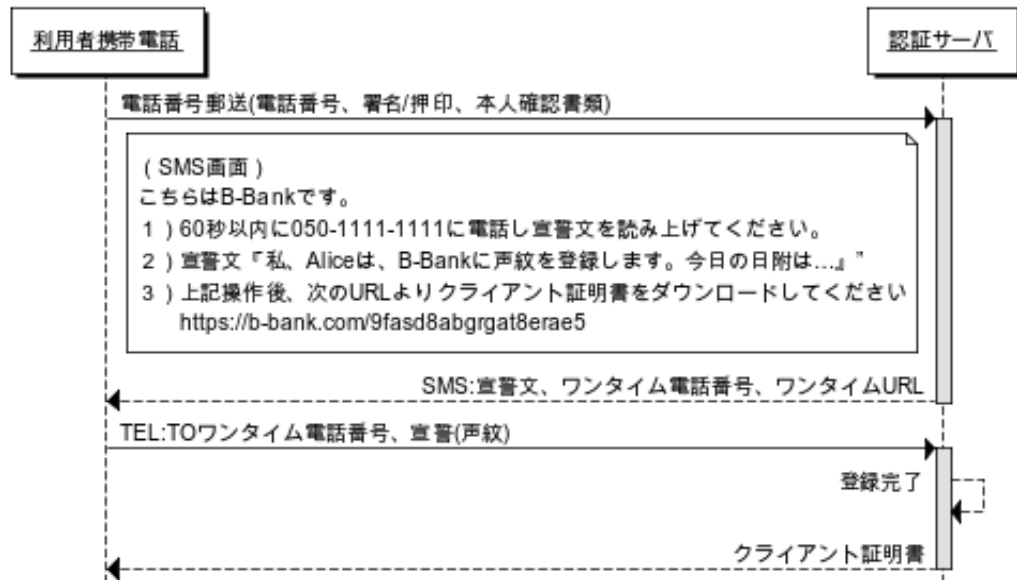 利用者携帯電話
認証サーバ
電話番号郵送(電話番号、署名/押印、本人確認書類)
(SMS画面)
こちらはB-Bankです。
1)60秒以内に050-1111-1111に電話し宣誓文を読み上げてください。
2)宣誓文『私、Aliceは、B-Bankに声紋を登録します。今日の日附は...』”
3)上記操作後、次のURLよりクライアント証明書をダウンロードしてください
https://b-bank.com/9fasd8abgrgat8erae5
SMS:宣誓文、ワンタイム電話番号、ワンタイムURL
TEL:TOワンタイム電話番号、宣誓(声紋)
登録完了
クライアント証明書